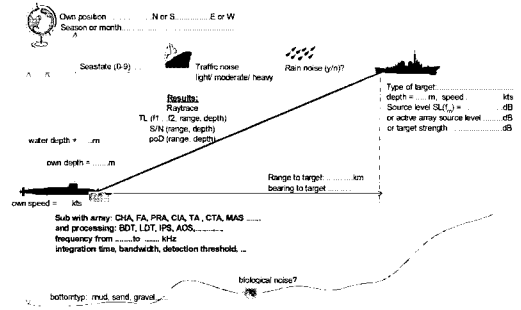 Own position ........ N or S ........ E or W
Season or month........
Seastate (0-9) ...
Traffic noise
light/ moderate/ heavy
Rain noise (y/n)?
Type of target:........
depth = ..... m, speed . kts
Source level SL(fm) = ........dB
or active array source level ........dB
or target strength ........dB
Results:
Raytrace
TL (f1 .. f2, range, depth)
S/N (range, depth)
poD (range, depth)
water depth = ...m
own depth = ......m
Range to target:........km
bearing to target ........
own speed = kts
Sub with array: CHA, FA, PRA, CIA, TA , CTA, MAS ......
and processing: BDT, LDT, IPS, AOS,........
frequency from ........to ....... kHz
integration time, bandwidth, detection threshold, ...
biological noise?
bottomtyp: mud, sand, gravel....